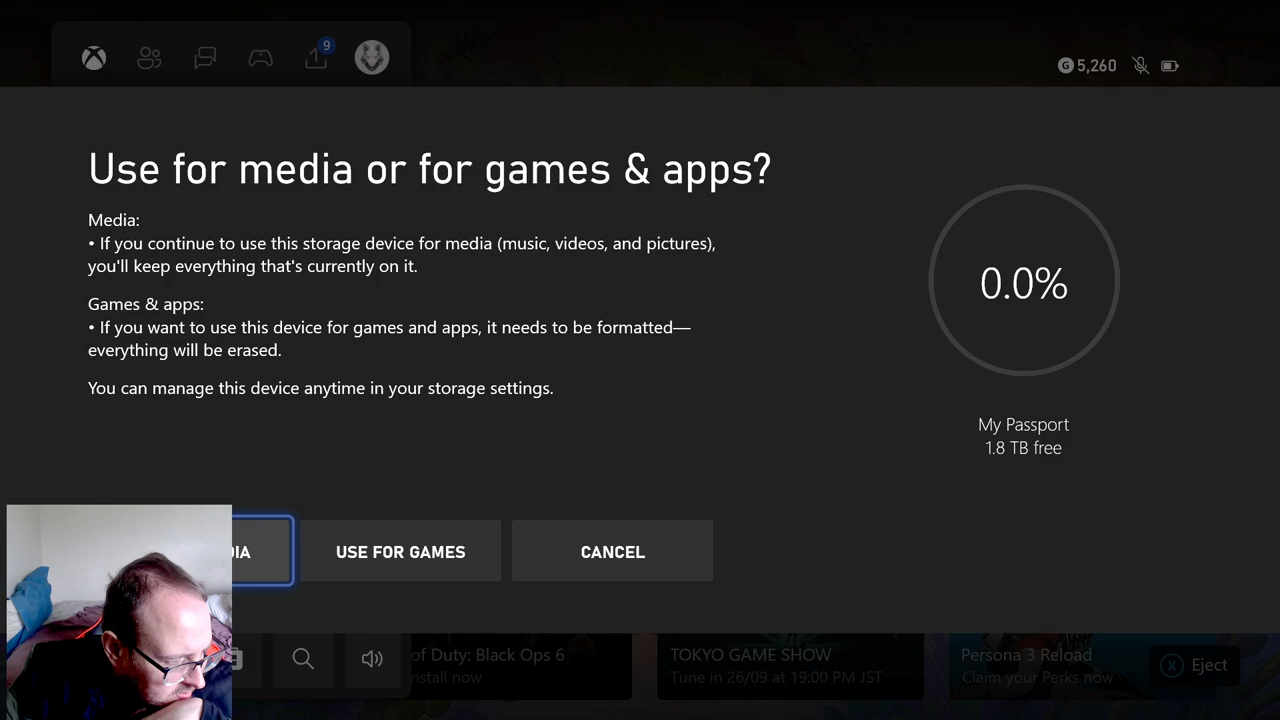 9
G 5,260
Use for media or for games & apps?
Media:
• If you continue to use this storage device for media (music, videos, and pictures),
you'll keep everything that's currently on it.
Games & apps:
• If you want to use this device for games and apps, it needs to be formatted—
everything will be erased.
You can manage this device anytime in your storage settings.
0.0%
My Passport
1.8 TB free
DIA
USE FOR GAMES
CANCEL
of Duty: Black Ops 6
nstall now
TOKYO GAME SHOW
Tune in 26/09 at 19:00 PM JST
Persona 3 Reload
Claim your Perks now
X Eject